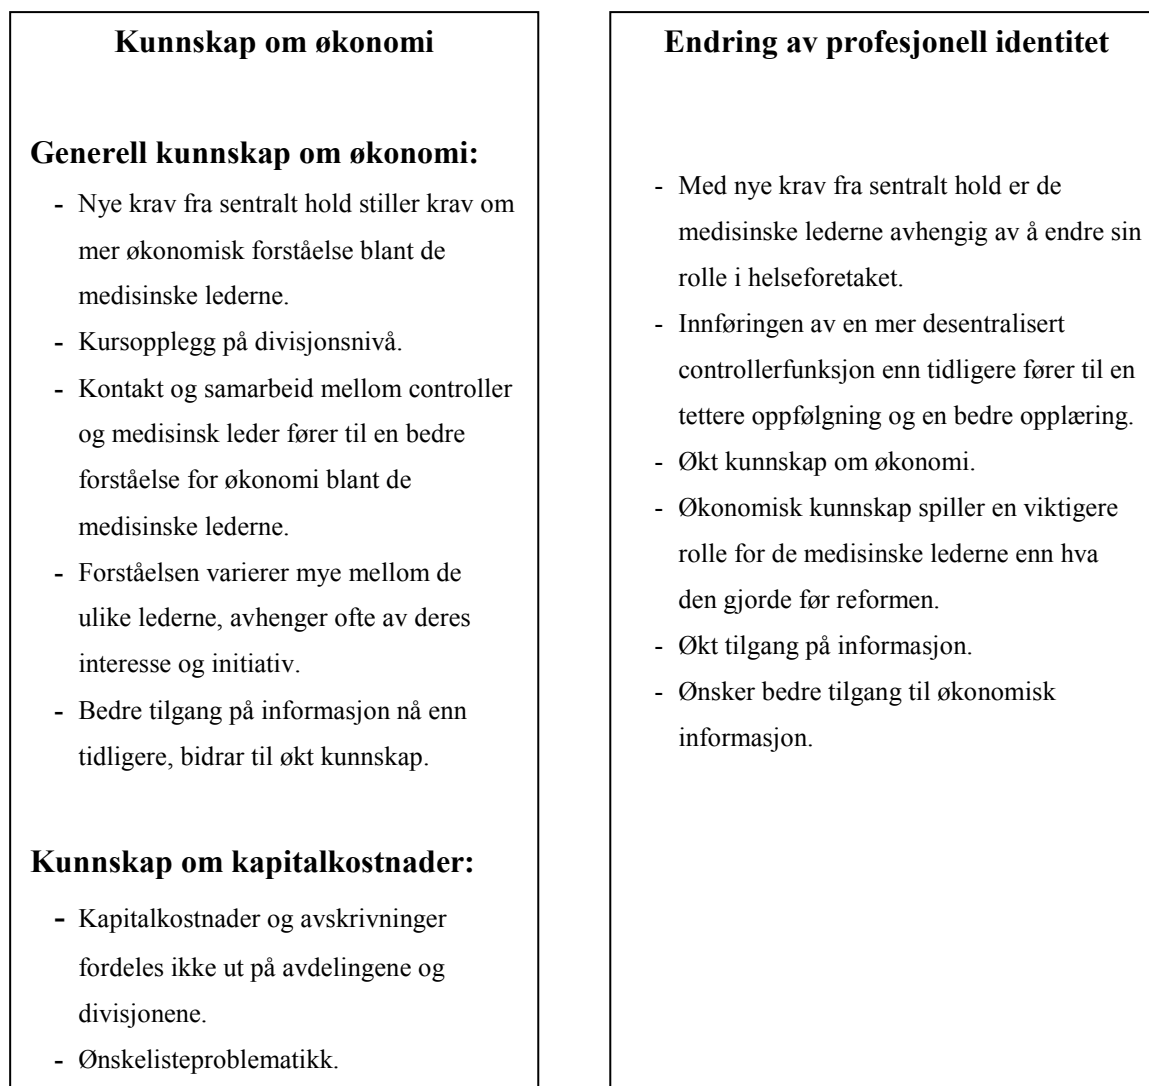 Kunnskap om økonomi
Generell kunnskap om økonomi:
- Nye krav fra sentralt hold stiller krav om
mer økonomisk forståelse blant de
medisinske lederne.
- Kursopplegg på divisjonsnivå.
- Kontakt og samarbeid mellom controller
og medisinsk leder fører til en bedre
forståelse for økonomi blant de
medisinske lederne.
- Forståelsen varierer mye mellom de
ulike lederne, avhenger ofte av deres
interesse og initiativ.
- Bedre tilgang på informasjon nå enn
tidligere, bidrar til økt kunnskap.
Kunnskap om kapitalkostnader:
- Kapitalkostnader og avskrivninger
fordeles ikke ut på avdelingene og
divisjonene.
- Ønskelisteproblematikk.
Endring av profesjonell identitet
- Med nye krav fra sentralt hold er de
medisinske lederne avhengig av å endre sin
rolle i helseforetaket.
- Innføringen av en mer desentralisert
controllerfunksjon enn tidligere fører til en
tettere oppfølgning og en bedre opplæring.
- Økt kunnskap om økonomi.
- Økonomisk kunnskap spiller en viktigere
rolle for de medisinske lederne enn hva
den gjorde før reformen.
- Økt tilgang på informasjon.
- Ønsker bedre tilgang til økonomisk
informasjon.